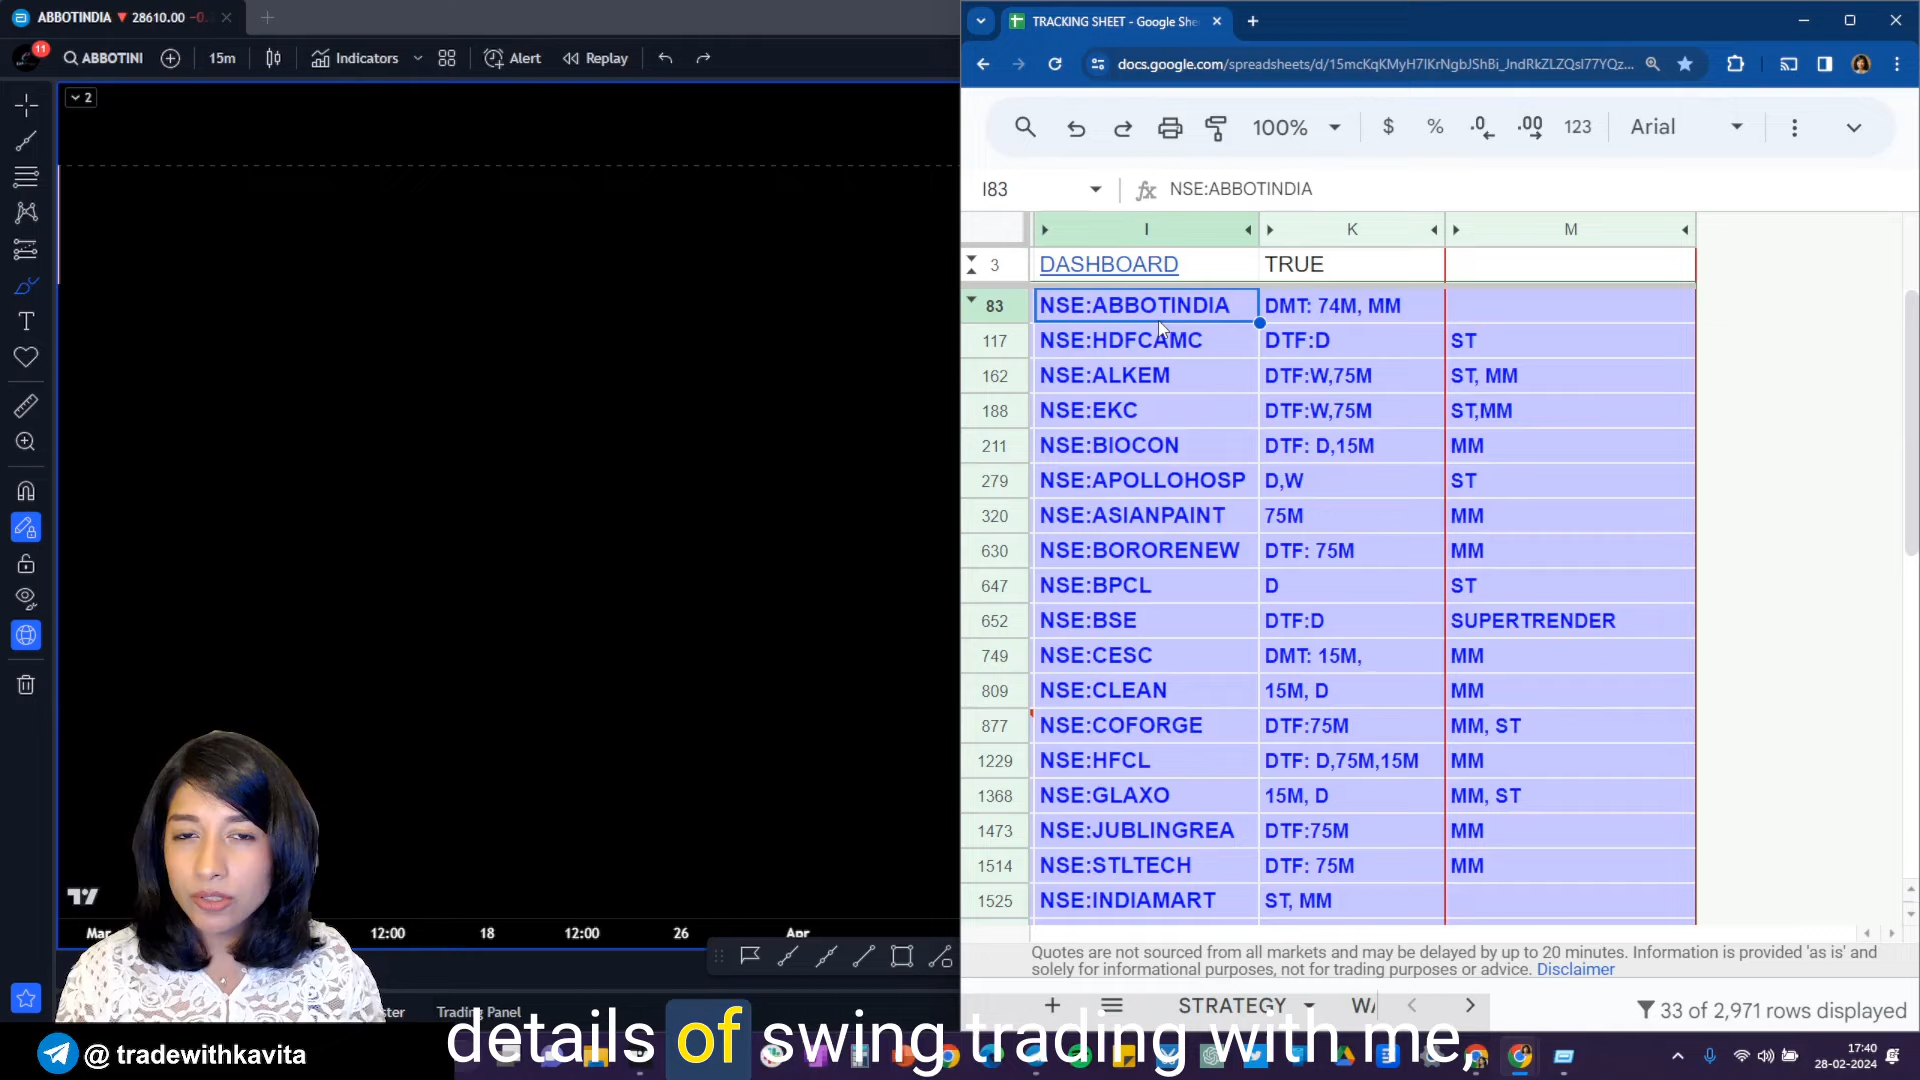 ABBOTINDIA ▼ 28610.00 -0.
TRACKING SHEET - Google She
11
ABBOTINI
15m
Indicators
Alert
Replay
docs.google.com/spreadsheets/d/15mcKqKMyH7IKrNgbJShBi_JndRkZLZQsI77YQz...
2
100%
$
%
.0
.00
123
Arial
I83
fx
NSE:ABBOTINDIA
I
K
M
3 DASHBOARD TRUE
83 NSE:ABBOTINDIA DMT: 74M, MM
117 NSE:HDFCAMC DTF:D ST
162 NSE:ALKEM DTF:W,75M ST, MM
188 NSE:EKC DTF:W,75M ST,MM
211 NSE:BIOCON DTF: D,15M MM
279 NSE:APOLLOHOSP D,W ST
320 NSE:ASIANPAINT 75M MM
630 NSE:BORORENEW DTF: 75M MM
647 NSE:BPCL D ST
652 NSE:BSE DTF:D SUPERTRENDER
749 NSE:CESC DMT: 15M, MM
809 NSE:CLEAN 15M, D MM
877 NSE:COFORGE DTF:75M MM, ST
1229 NSE:HFCL DTF: D,75M,15M MM
1368 NSE:GLAXO 15M, D MM, ST
1473 NSE:JUBLINGREA DTF:75M MM
1514 NSE:STLTECH DTF: 75M MM
1525 NSE:INDIAMART ST, MM
Mar 12:00 18 12:00 26 Apr
Quotes are not sourced from all markets and may be delayed by up to 20 minutes. Information is provided 'as is' and
solely for informational purposes, not for trading purposes or advice. Disclaimer
ster
Trading Panel
STRATEGY
33 of 2,971 rows displayed
details of swing trading with me,
@ tradewithkavita
17:40
28-02-2024